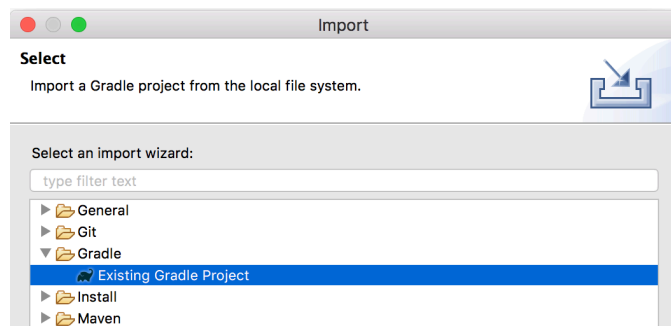 Import
Select
Import a Gradle project from the local file system.
Select an import wizard:
type filter text
General
Git
Gradle
Existing Gradle Project
Install
Maven